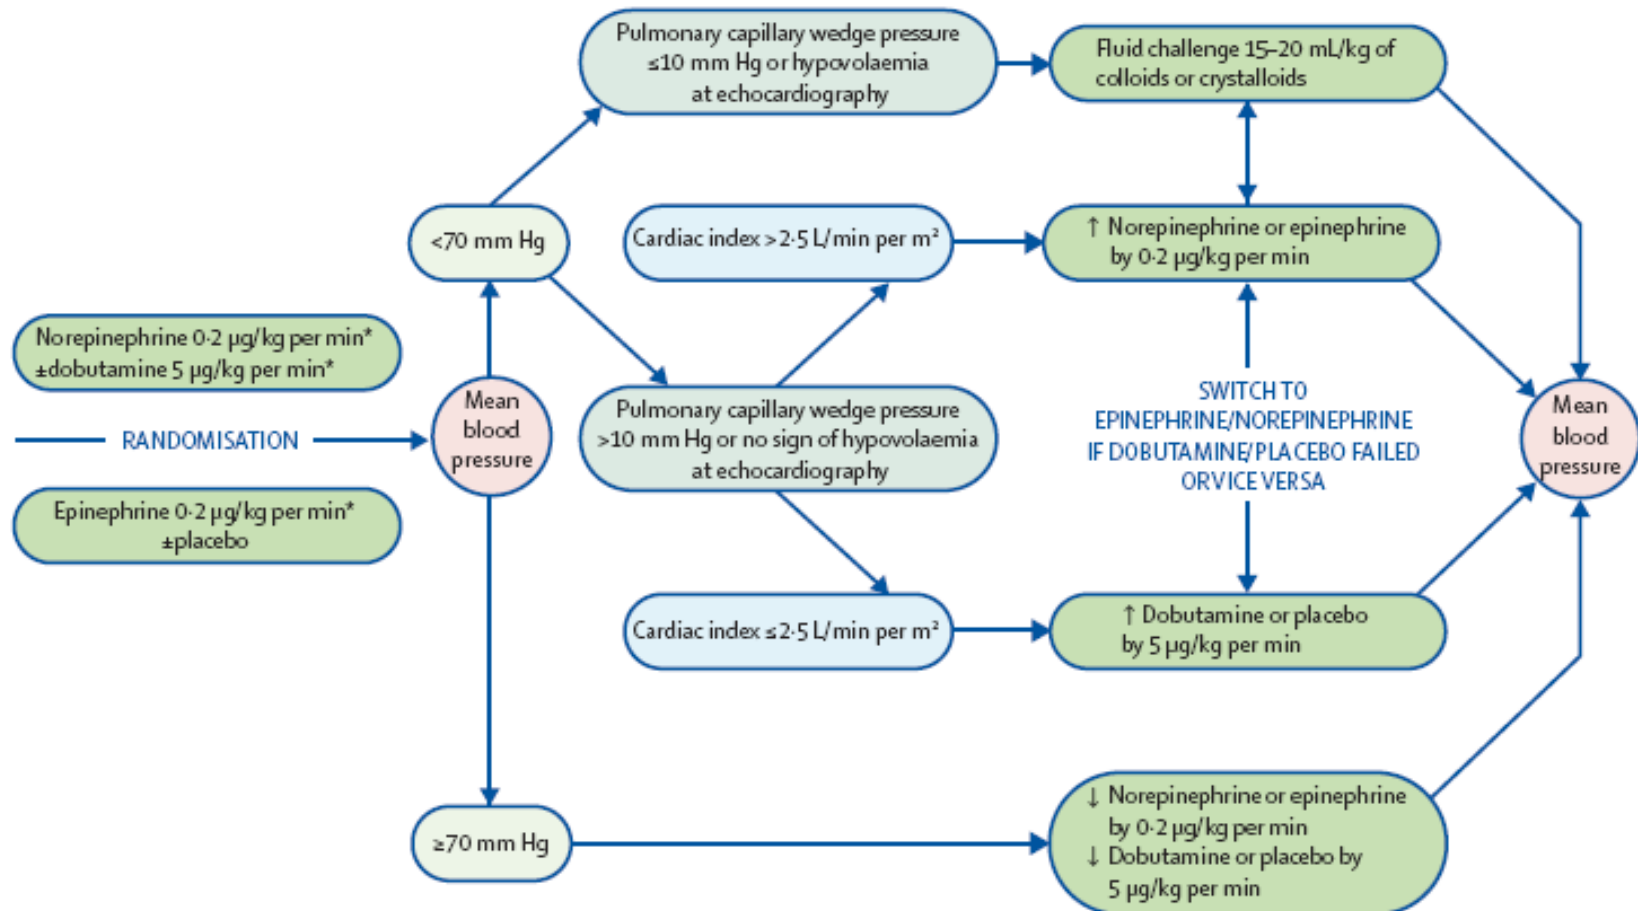 Pulmonary capillary wedge pressure
≤10 mm Hg or hypovolaemia
at echocardiography
Fluid challenge 15–20 mL/kg of
colloids or crystalloids
<70 mm Hg
Cardiac index >2·5 L/min per m²
↑ Norepinephrine or epinephrine
by 0·2 µg/kg per min
Norepinephrine 0·2 µg/kg per min*
±dobutamine 5 µg/kg per min*
RANDOMISATION
Epinephrine 0·2 µg/kg per min*
±placebo
Mean
blood
pressure
Pulmonary capillary wedge pressure
>10 mm Hg or no sign of hypovolaemia
at echocardiography
SWITCH TO
EPINEPHRINE/NOREPINEPHRINE
IF DOBUTAMINE/PLACEBO FAILED
OR VICE VERSA
Mean
blood
pressure
Cardiac index ≤2·5 L/min per m²
↑ Dobutamine or placebo
by 5 µg/kg per min
≥70 mm Hg
↓ Norepinephrine or epinephrine
by 0·2 µg/kg per min
↓ Dobutamine or placebo by
5 µg/kg per min